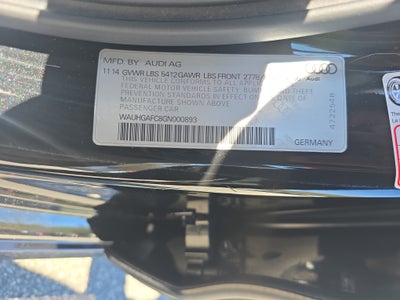 MFD. BY AUDI AG
11 14 GVWR LBS 5412 GAWR LBS FRONT 2778
THIS VEHICLE CONFORMS TO ALL
FEDERAL MOTOR VEHICLE SAFETY, BUMPER AND
THEFT PREVENTION STANDARDS IN EFFECT ON THE
DATE OF MANUFACTURE SHOWN ABOVE
PASSENGER CAR
WAUHGAFC8GN000893
GERMANY
Audi
4722548